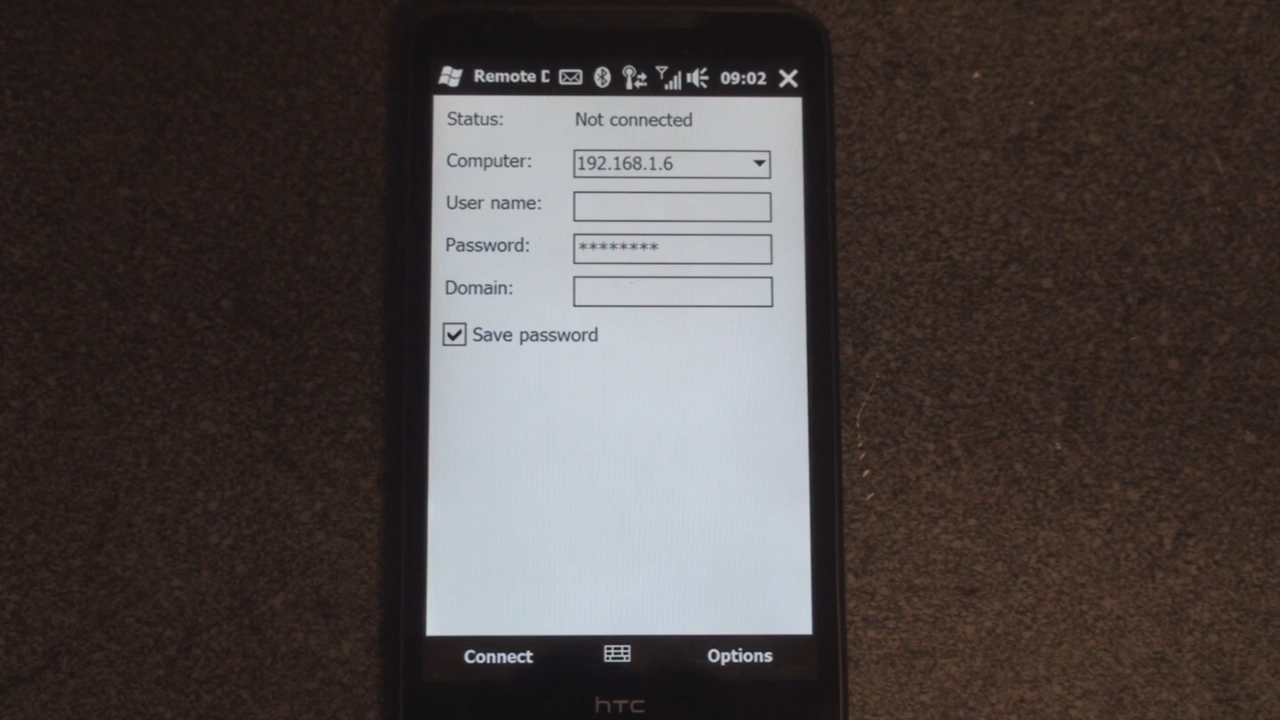 Remote D 09:02
Status: Not connected
Computer: 192.168.1.6
User name:
Password: ********
Domain:
Save password
Connect Options
hTC